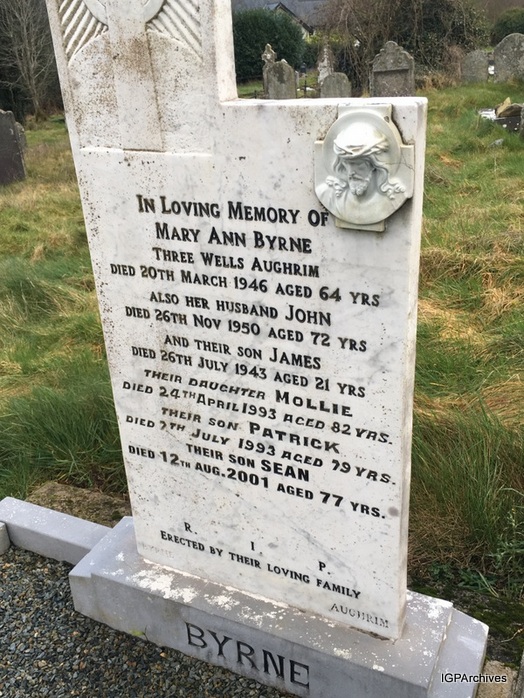 In Loving Memory of
Mary Ann Byrne
Three Wells Aughrim
died 20th March 1946 aged 64 yrs
also her husband John
died 26th Nov 1950 aged 72 yrs
and their son James
died 26th July 1943 aged 21 yrs
their daughter Mollie
died 24th April 1993 aged 82 yrs.
their son Patrick
died 7th July 1993 aged 79 yrs.
their son Sean
died 12th Aug. 2001 aged 77 yrs.
R. I. P.
Erected by their loving family
Aughrim
BYRNE
IGPArchives